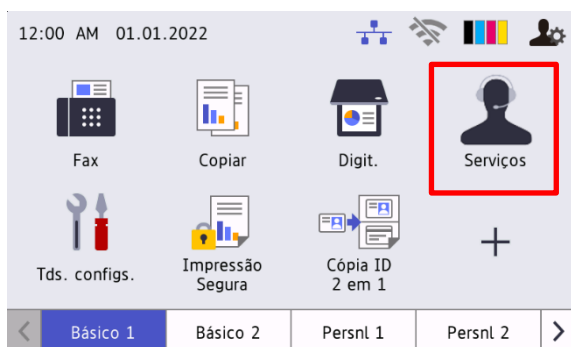 12:00 AM 01.01.2022
Fax
Copiar
Digit.
Serviços
Tds. configs.
Impressão
Segura
Cópia ID
2 em 1
Básico 1
Básico 2
Persnl 1
Persnl 2